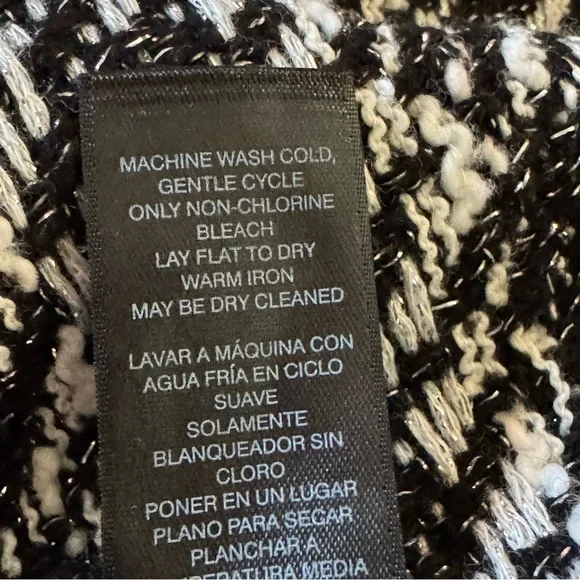 MACHINE WASH COLD,
GENTLE CYCLE
ONLY NON-CHLORINE
BLEACH
LAY FLAT TO DRY
WARM IRON
MAY BE DRY CLEANED
LAVAR A MÁQUINA CON
AGUA FRÍA EN CICLO
SUAVE
SOLAMENTE
BLANQUEADOR SIN
CLORO
PONER EN UN LUGAR
PLANO PARA SECAR
PLANCHAR A
MEDIA